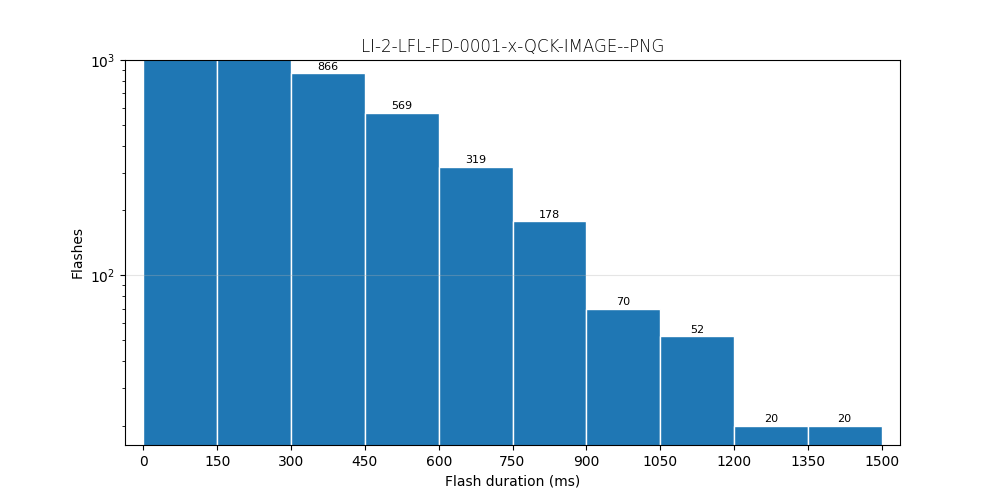 LI-2-LFL-FD-0001-x-QCK-IMAGE--PNG
10³
866
569
319
178
10²
70
52
20 20
Flashes
0 150 300 450 600 750 900 1050 1200 1350 1500
Flash duration (ms)